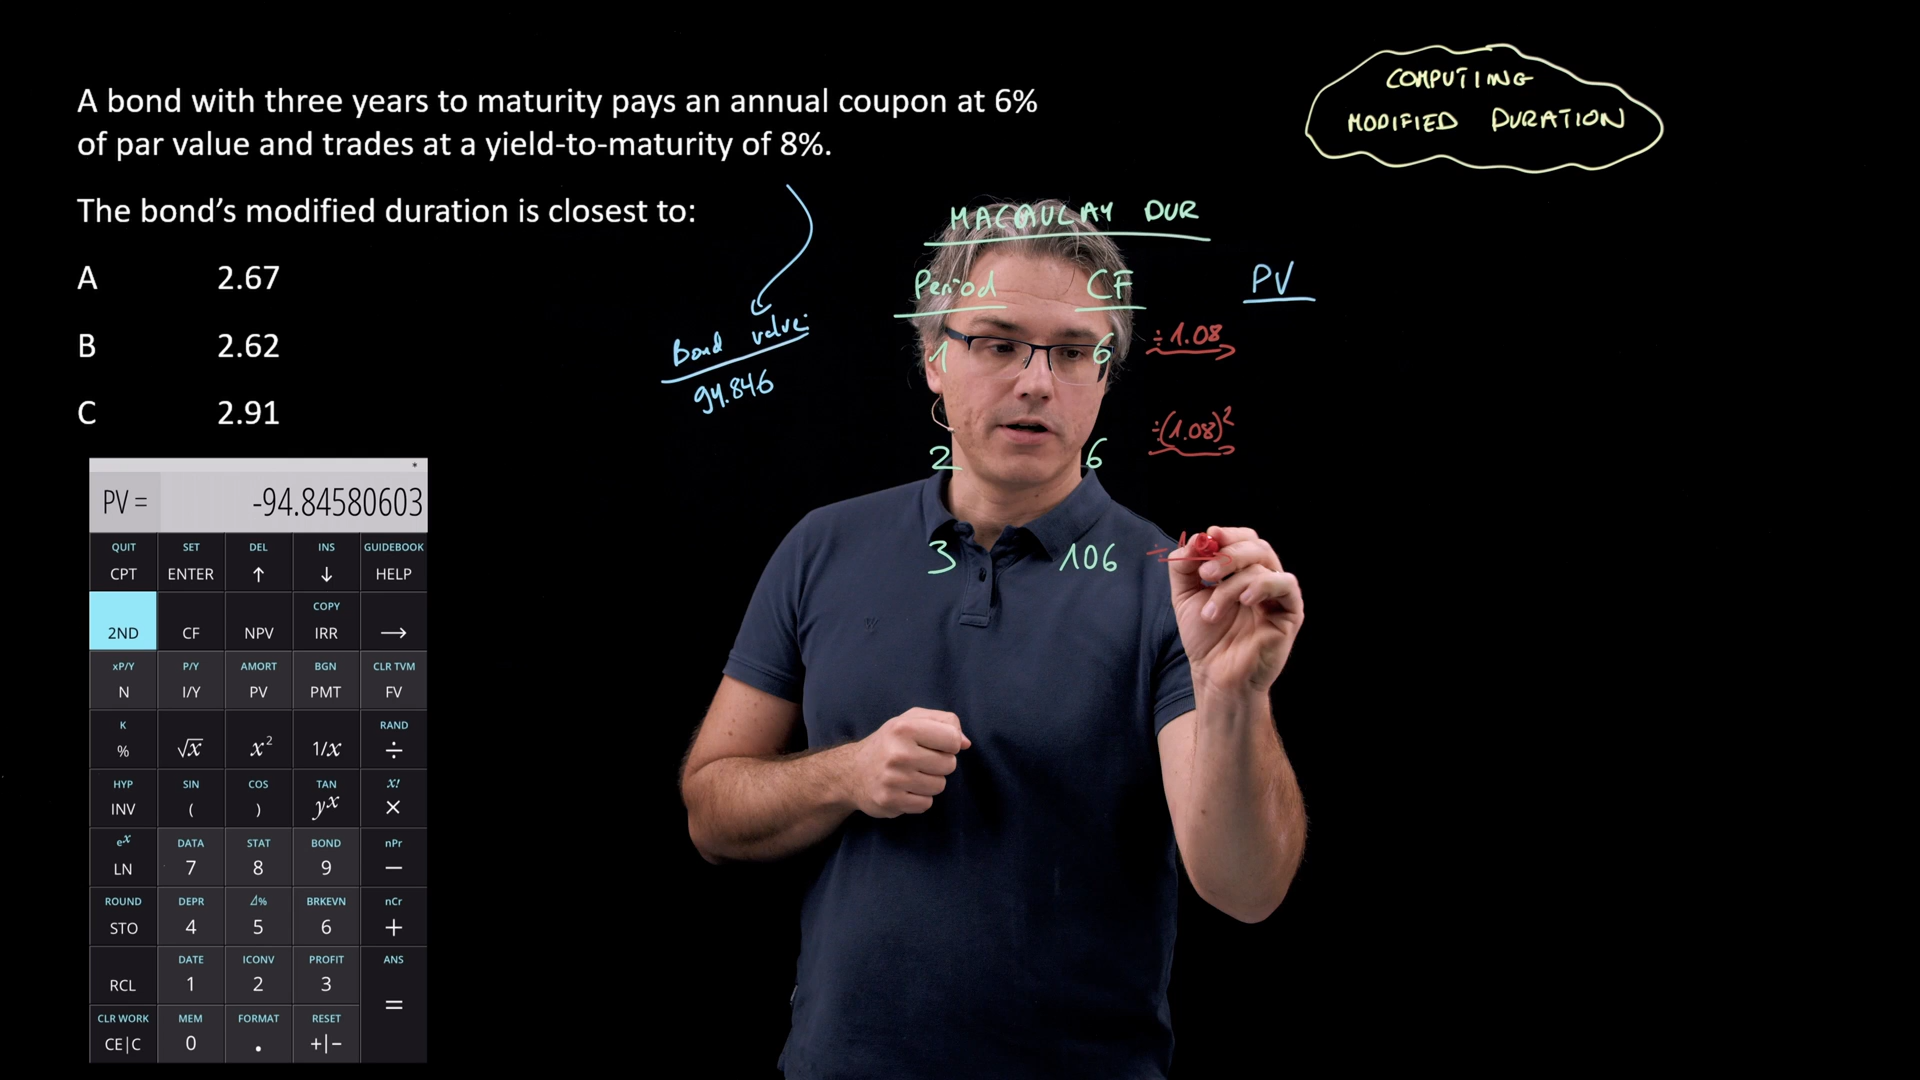 A bond with three years to maturity pays an annual coupon at 6%
of par value and trades at a yield-to-maturity of 8%.
The bond's modified duration is closest to:
A 2.67
B 2.62
C 2.91
COMPUTING
MODIFIED DURATION
Bond value:
94.846
MACAULAY DUR
Period CF PV
1 6 ÷1.08
2 6 ÷(1.08)²
3 106 ÷
PV = -94.84580603
QUIT SET DEL INS GUIDEBOOK
CPT ENTER ↑ ↓ HELP
COPY
2ND CF NPV IRR →
xP/Y P/Y AMORT BGN CLR TVM
N I/Y PV PMT FV
K RAND
% √x x² 1/x ÷
HYP SIN COS TAN x!
INV ( ) yˣ ×
eˣ DATA STAT BOND nPr
LN 7 8 9 −
ROUND DEPR Δ% BRKEVN nCr
STO 4 5 6 +
DATE ICONV PROFIT ANS
RCL 1 2 3 =
CLR WORK MEM FORMAT RESET
CE|C 0 . +|−